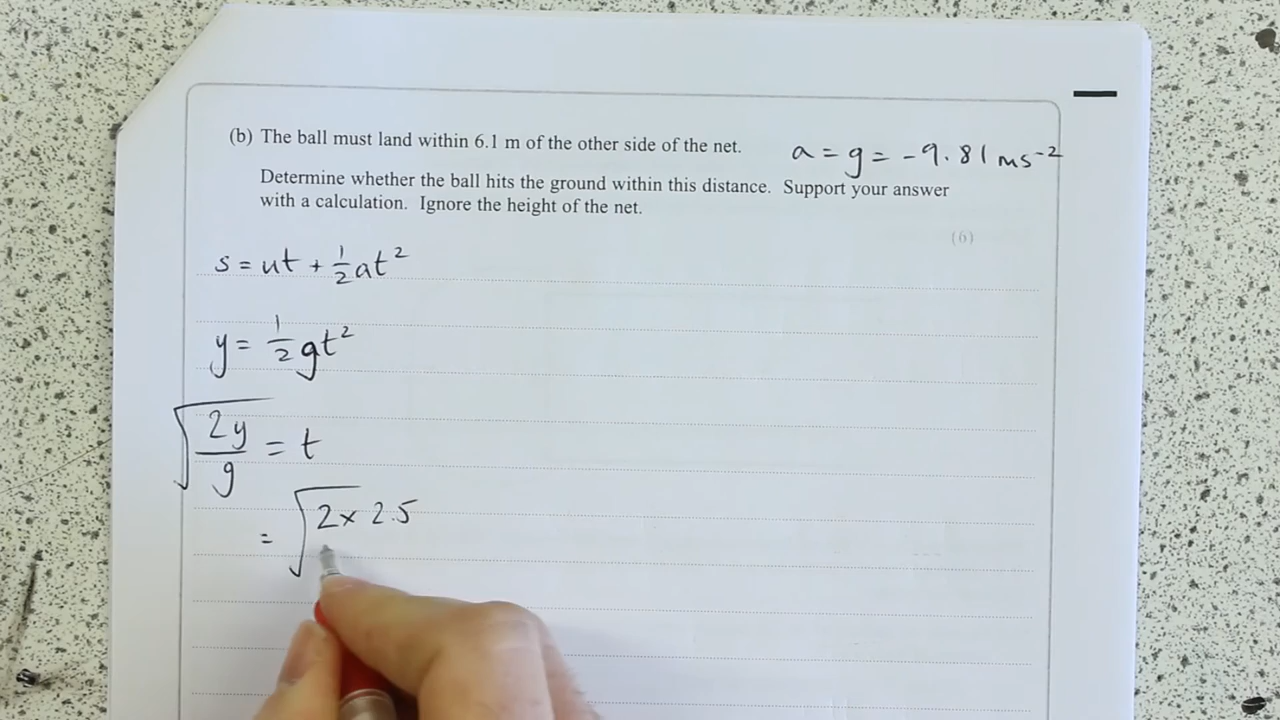 (b) The ball must land within 6.1 m of the other side of the net.
a = g = -9.81 ms⁻²
Determine whether the ball hits the ground within this distance. Support your answer
with a calculation. Ignore the height of the net.
(6)
s = ut + ½at²
y = ½gt²
√(2y/g) = t
= √(2 × 2.5